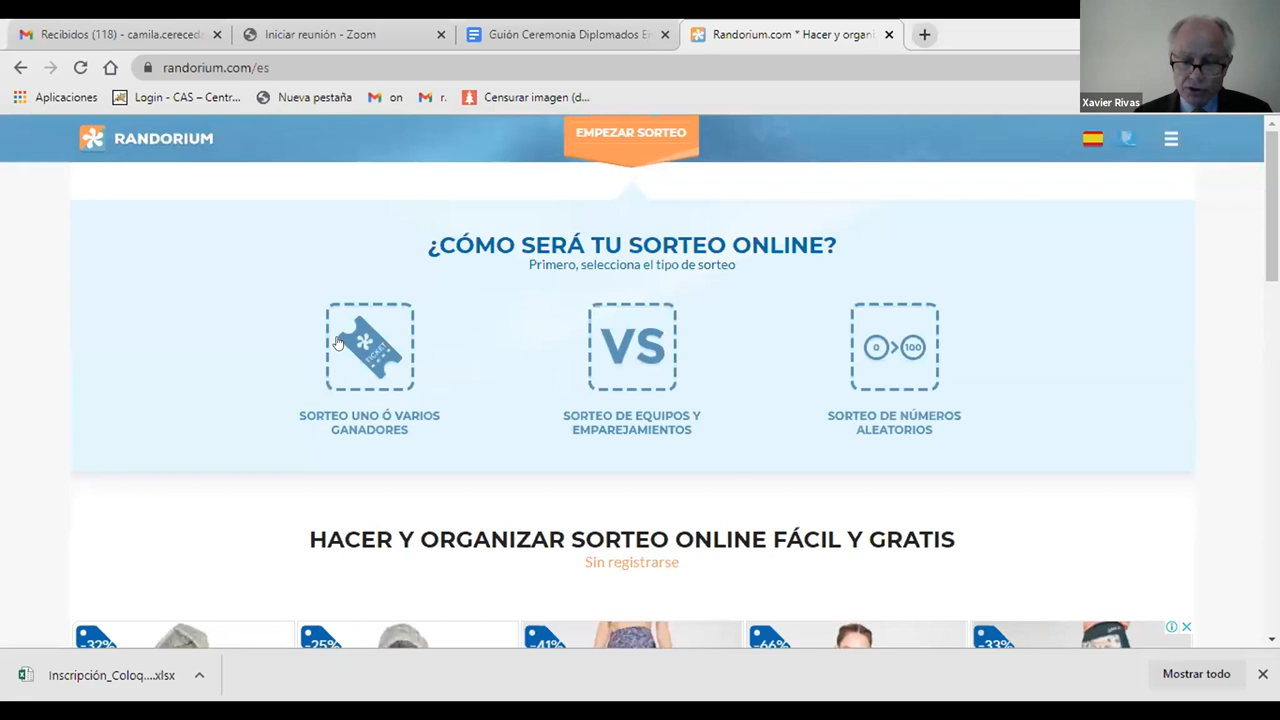 Recibidos (118) - camila.cereced
Iniciar reunión - Zoom
Guión Ceremonia Diplomados E
Randorium.com * Hacer y organi
randorium.com/es
Aplicaciones
Login - CAS – Centr...
Nueva pestaña
on
r.
Censurar imagen (d...
Xavier Rivas
RANDORIUM
EMPEZAR SORTEO
¿CÓMO SERÁ TU SORTEO ONLINE?
Primero, selecciona el tipo de sorteo
TICKET
VS
0 > 100
SORTEO UNO Ó VARIOS
GANADORES
SORTEO DE EQUIPOS Y
EMPAREJAMIENTOS
SORTEO DE NÚMEROS
ALEATORIOS
HACER Y ORGANIZAR SORTEO ONLINE FÁCIL Y GRATIS
Sin registrarse
-32%
-25%
-41%
-66%
-33%
Inscripción_Coloq....xlsx
Mostrar todo